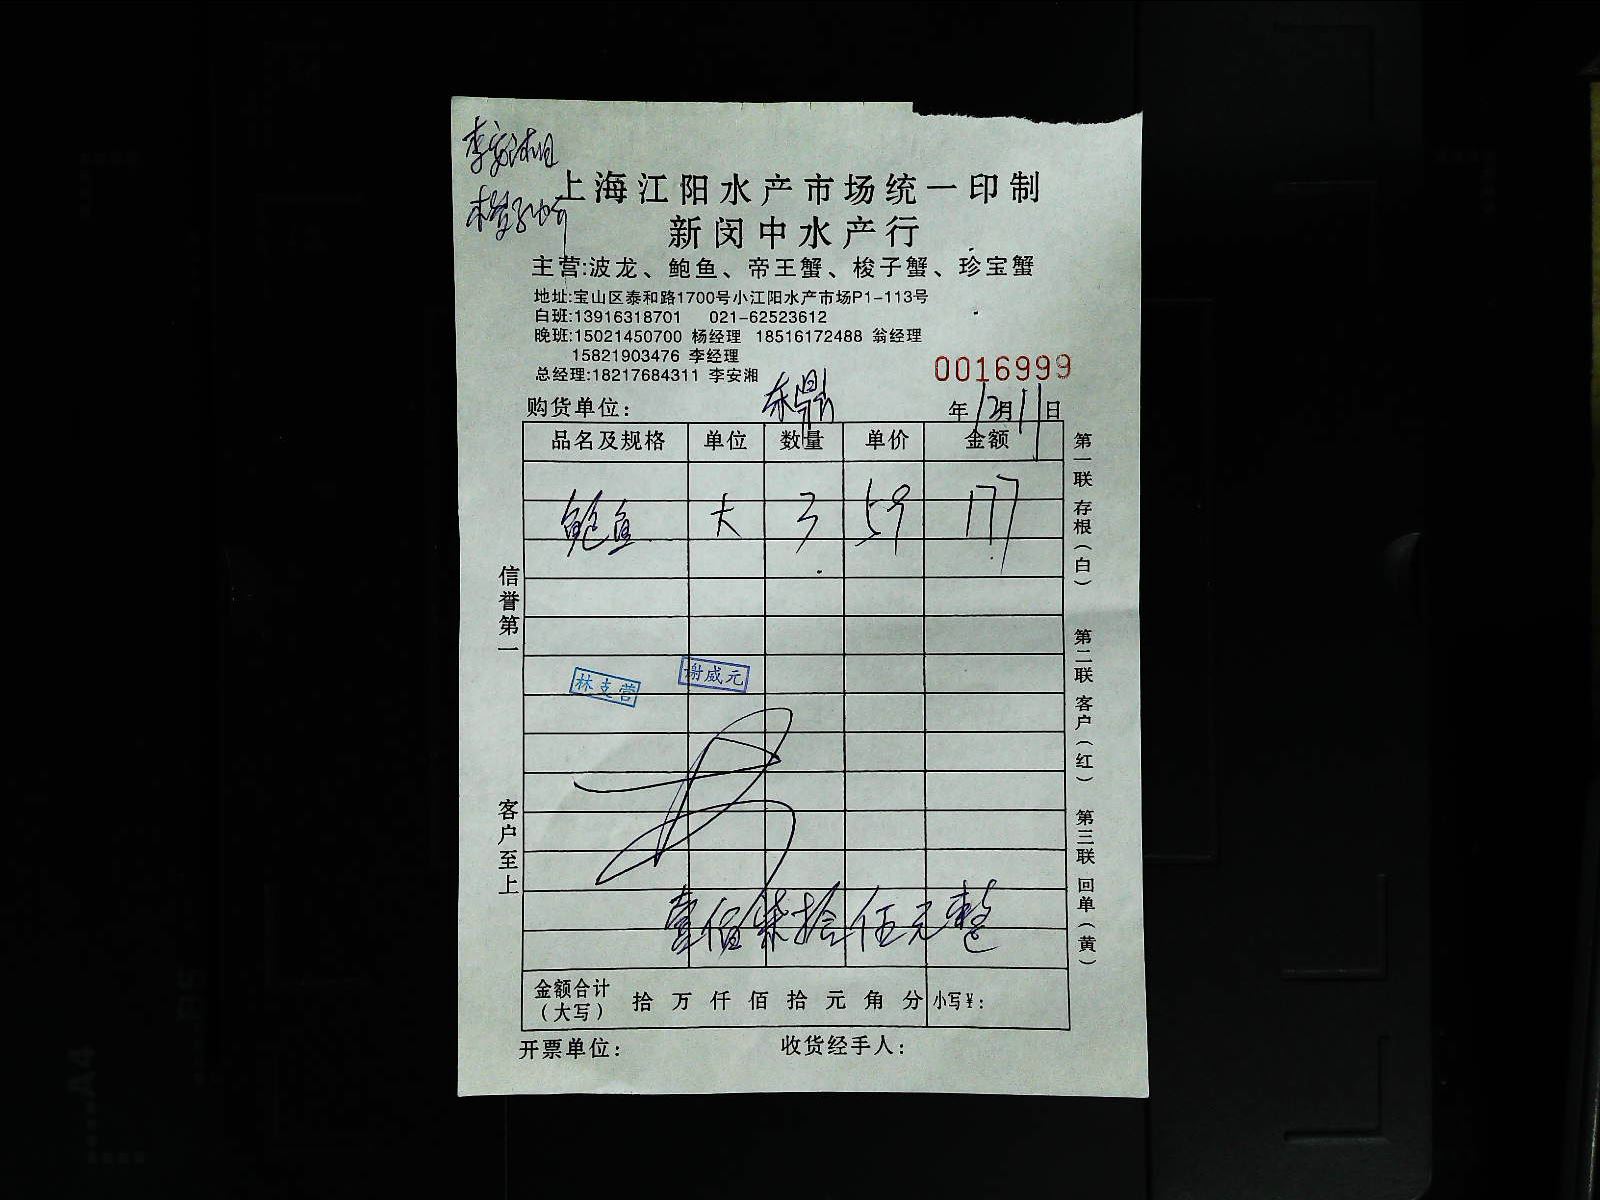 李安湘
上海江阳水产市场统一印制
新闵中水产行
主营:波龙、鲍鱼、帝王蟹、梭子蟹、珍宝蟹
地址:宝山区泰和路1700号小江阳水产市场P1-113号
白班:13916318701 021-62523612
晚班:15021450700 杨经理 18516172488 翁经理
15821903476 李经理
总经理:18217684311 李安湘
0016999
购货单位: 鼎 年12月11日
品名及规格 单位 数量 单价 金额
鲍鱼 大 3 59 177
林支营 谢威元
壹佰柒拾伍元整
金额合计(大写) 拾 万 仟 佰 拾 元 角 分 小写¥:
开票单位: 收货经手人:
信誉第一 客户至上
第一联 存根(白) 第二联 客户(红) 第三联 回单(黄)